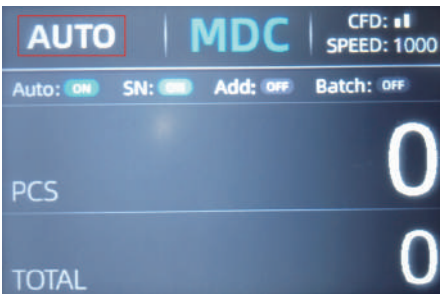 AUTO MDC CFD:
SPEED: 1000
Auto: ON SN: ON Add: OFF Batch: OFF
PCS 0
TOTAL 0